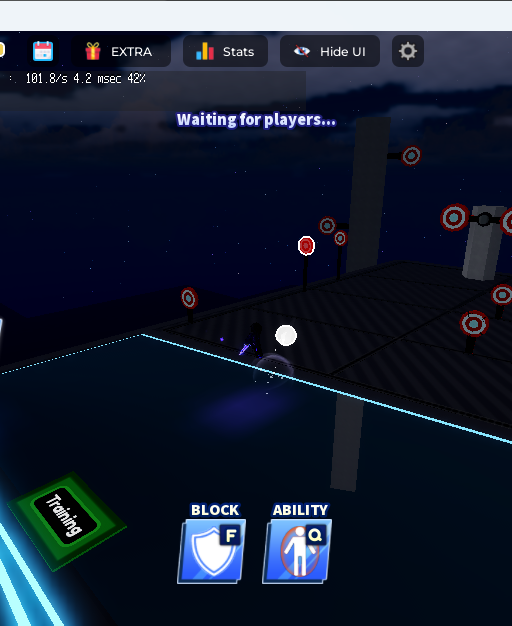 EXTRA
Stats
Hide UI
101.8/s 4.2 msec 42%
Waiting for players...
Training
BLOCK
ABILITY
F
Q